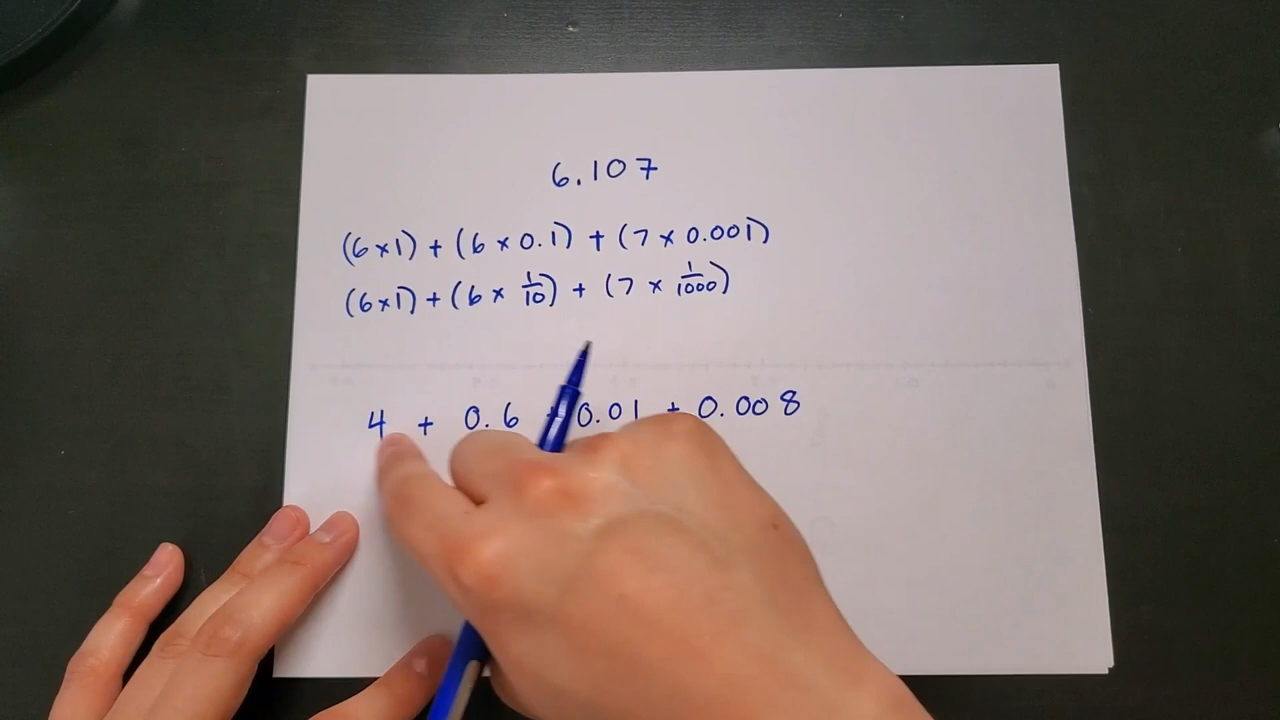 6.107
(6×1) + (6 × 0.1) + (7 × 0.001)
(6×1) + (6 × 1/10) + (7 × 1/1000)
4 + 0.6 + 0.01 + 0.008